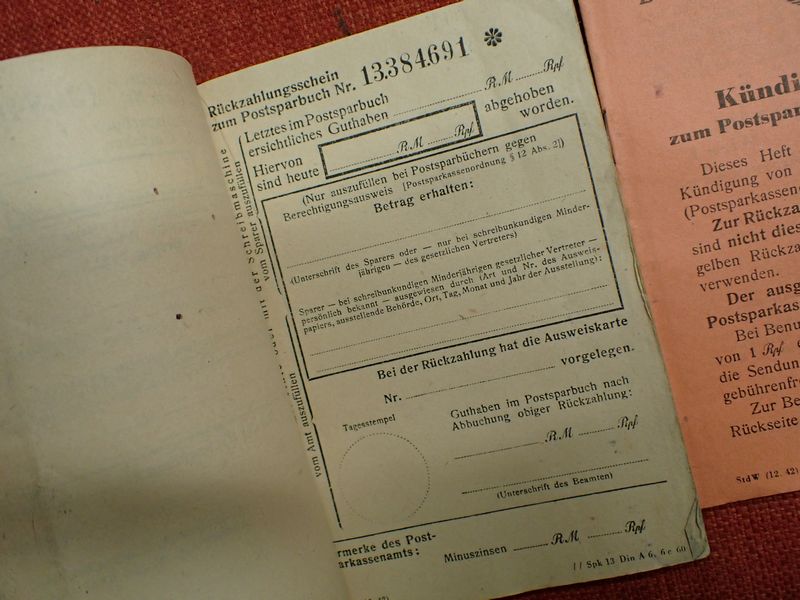 Rückzahlungsschein
zum Postsparbuch Nr. 13.384.691 *
Letztes im Postsparbuch
ersichtliches Guthaben RM Rpf
Hiervon RM Rpf abgehoben
sind heute worden.
(Nur auszufüllen bei Postsparbüchern gegen
Berechtigungsausweis [Postsparkassenordnung § 12 Abs. 2])
Betrag erhalten:
(Unterschrift des Sparers oder — nur bei schreibunkundigen Minder-
jährigen — des gesetzlichen Vertreters)
Sparer — bei schreibunkundigen Minderjährigen gesetzlicher Vertreter —
persönlich bekannt — ausgewiesen durch (Art und Nr. des Ausweis-
papiers, ausstellende Behörde, Ort, Tag, Monat und Jahr der Ausstellung):
Bei der Rückzahlung hat die Ausweiskarte
Nr. vorgelegen.
Tagesstempel
Guthaben im Postsparbuch nach
Abbuchung obiger Rückzahlung:
RM Rpf
(Unterschrift des Beamten)
rmerke des Post-
arkassenamts:
Minuszinsen RM Rpf
Spk 13 Din A 6, 6e 60
mit der Schreibmaschine
vom Sparer auszufüllen
vom Amt auszufüllen
Kündi
zum Postspar
Dieses Heft
Kündigung von
(Postsparkassen
Zur Rückza
sind nicht dies
gelben Rückza
verwenden.
Der ausg
Postsparkas
Bei Benu
von 1 Rpf
die Sendun
gebührenfr
Zur Be
Rückseite
StdW (12. 42)